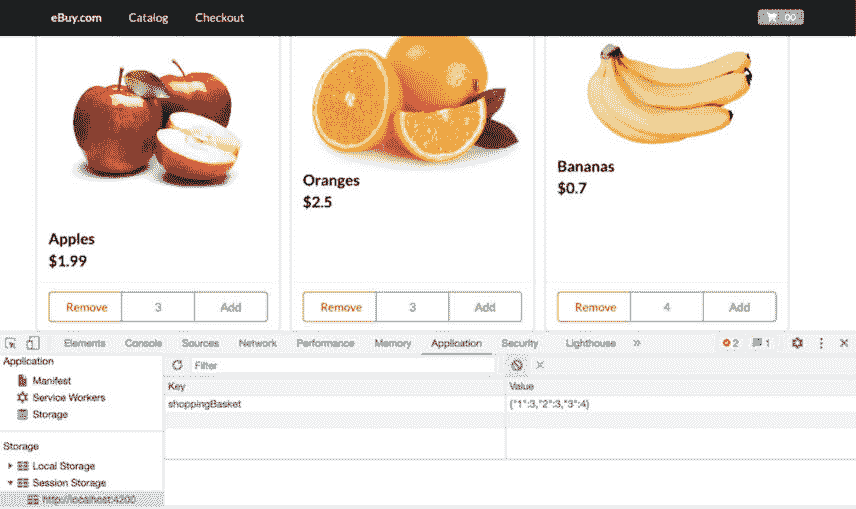 eBuy.com Catalog Checkout 00
Oranges
$2.5
Bananas
$0.7
Apples
$1.99
Remove 3 Add
Remove 3 Add
Remove 4 Add
Elements Console Sources Network Performance Memory Application Security Lighthouse » 2 1
Application
Manifest
Service Workers
Storage
Storage
Local Storage
Session Storage
http://localhost:4200
Filter
Key Value
shoppingBasket {"1":3,"2":3,"3":4}